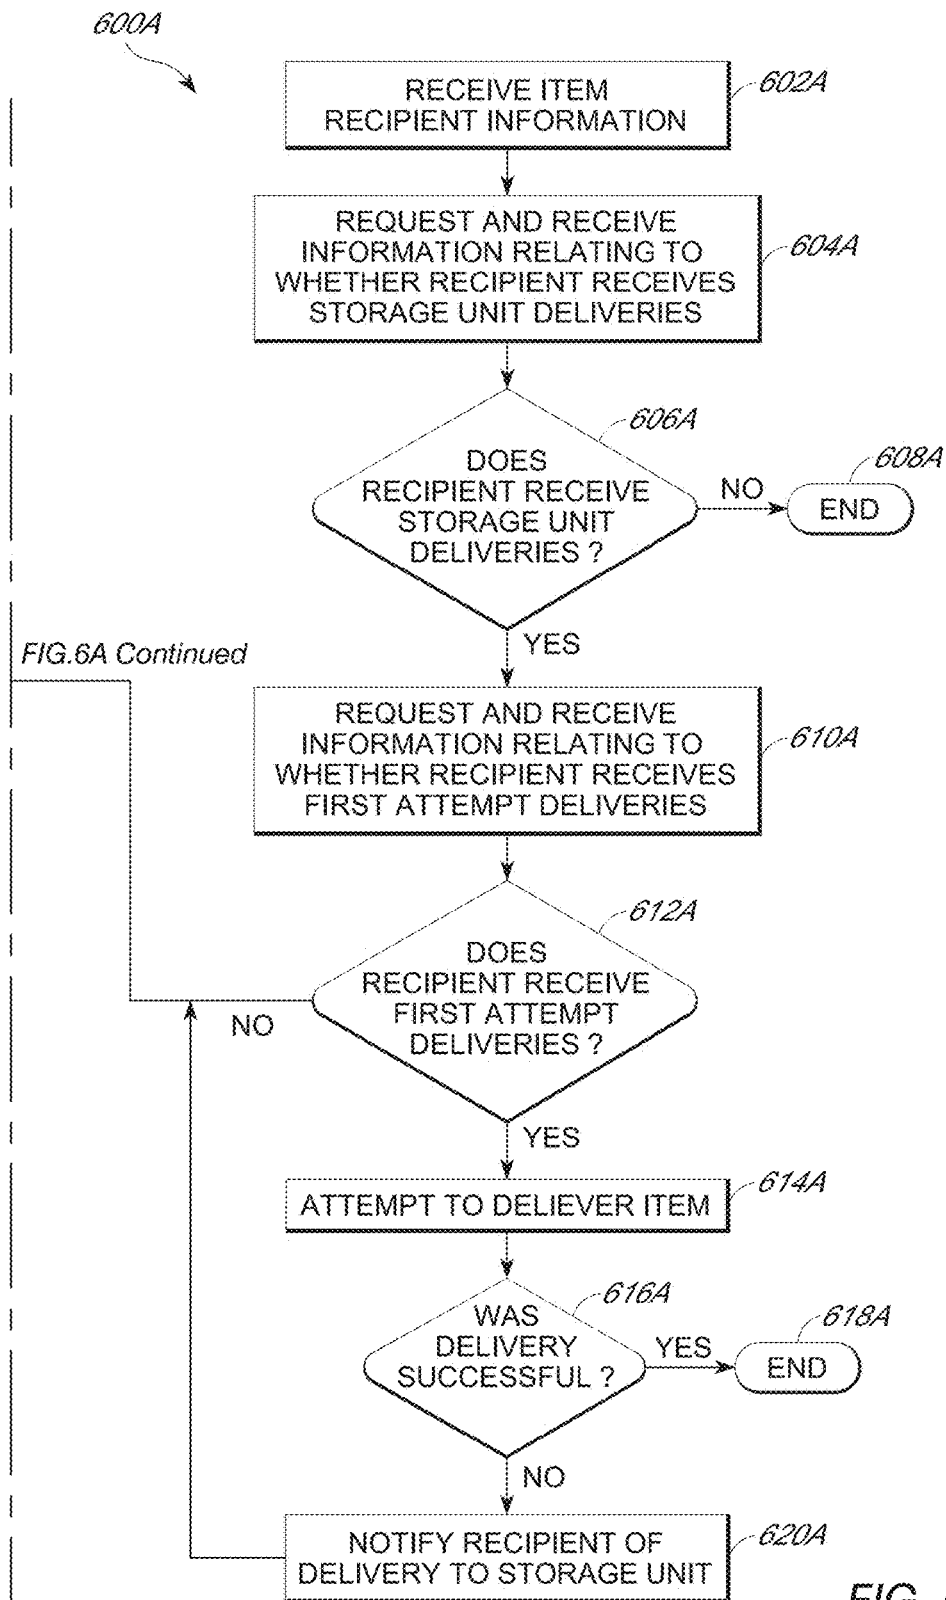 600A
RECEIVE ITEM
RECIPIENT INFORMATION
602A
REQUEST AND RECEIVE
INFORMATION RELATING TO
WHETHER RECIPIENT RECEIVES
STORAGE UNIT DELIVERIES
604A
606A
DOES
RECIPIENT RECEIVE
STORAGE UNIT
DELIVERIES ?
NO
608A
END
YES
FIG.6A Continued
REQUEST AND RECEIVE
INFORMATION RELATING TO
WHETHER RECIPIENT RECEIVES
FIRST ATTEMPT DELIVERIES
610A
612A
DOES
RECIPIENT RECEIVE
FIRST ATTEMPT
DELIVERIES ?
NO
YES
ATTEMPT TO DELIEVER ITEM
614A
616A
WAS
DELIVERY
SUCCESSFUL ?
YES
618A
END
NO
NOTIFY RECIPIENT OF
DELIVERY TO STORAGE UNIT
620A
FIG.